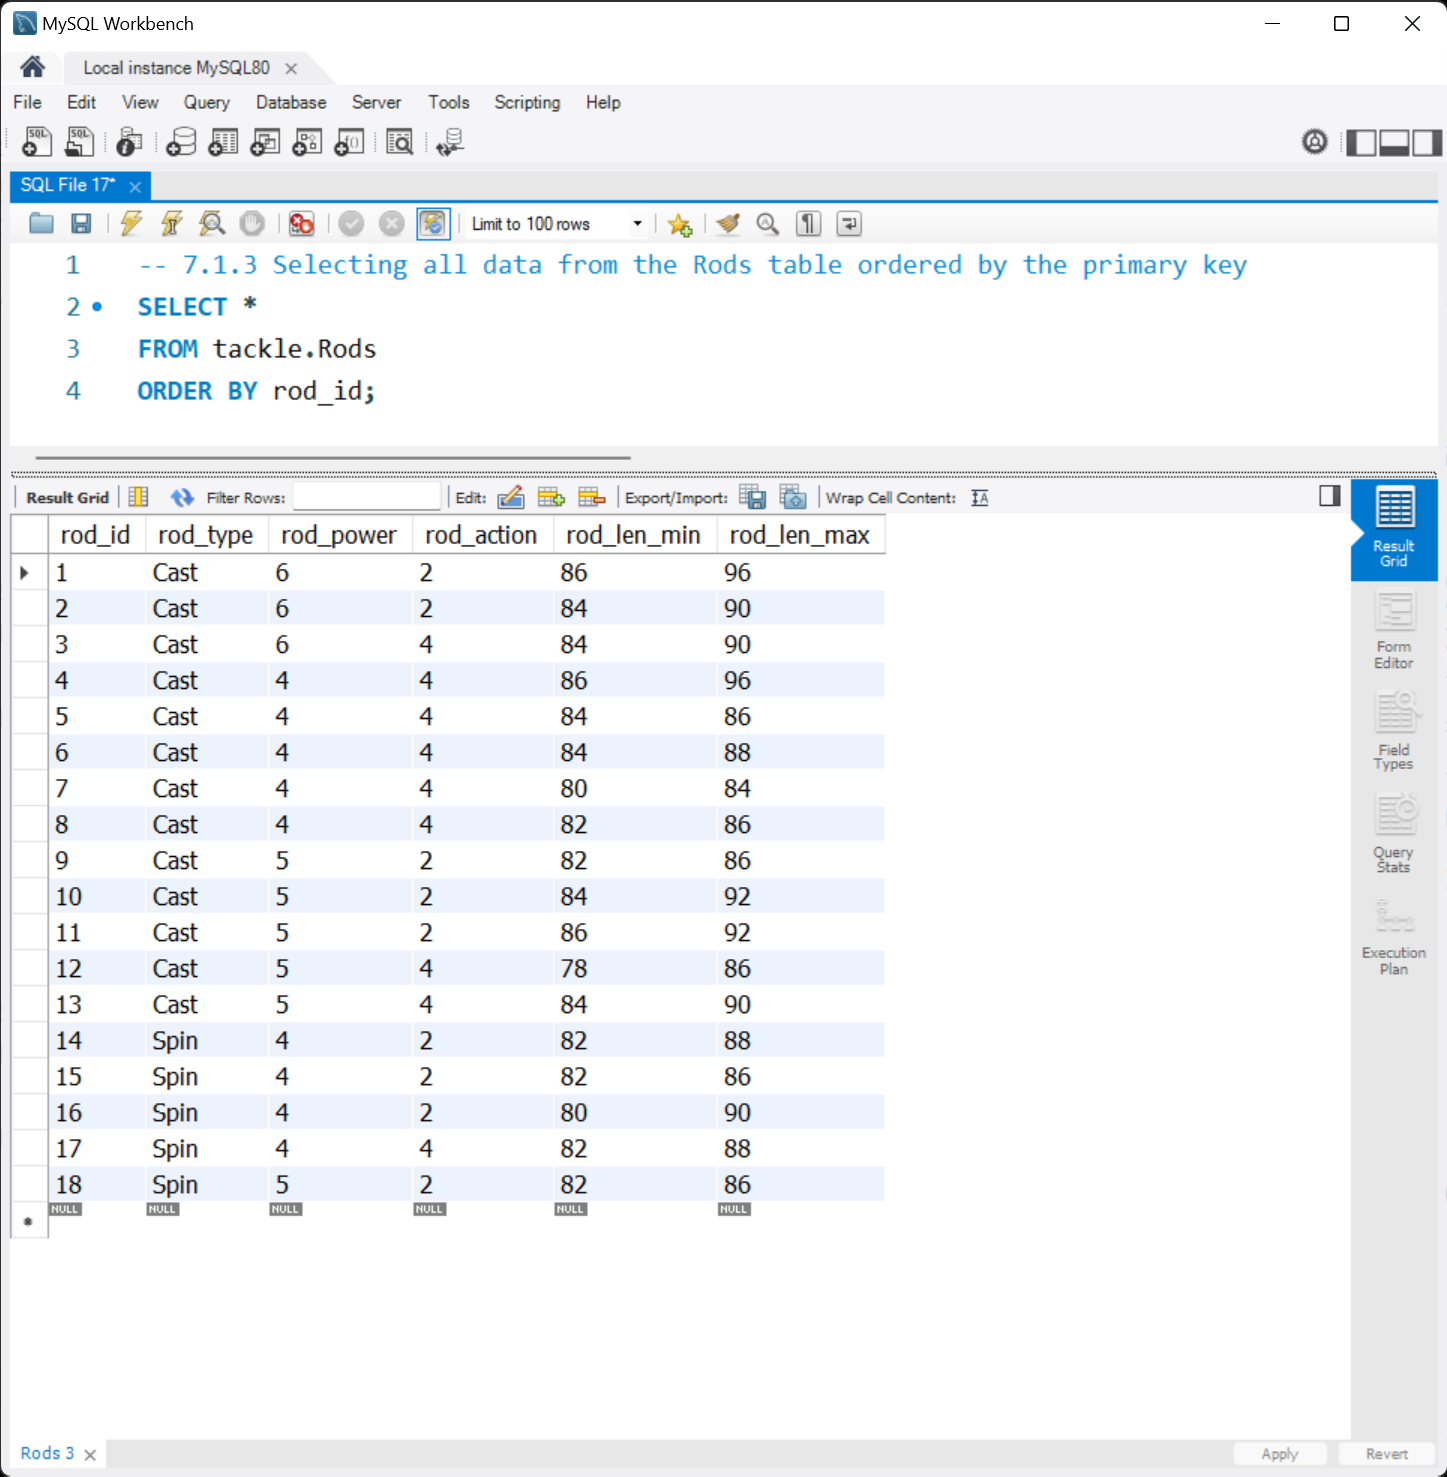 MySQL Workbench
Local instance MySQL80
File Edit View Query Database Server Tools Scripting Help
SQL File 17*
Limit to 100 rows
1 -- 7.1.3 Selecting all data from the Rods table ordered by the primary key
2 SELECT *
3 FROM tackle.Rods
4 ORDER BY rod_id;
Result Grid Filter Rows: Edit: Export/Import: Wrap Cell Content:
rod_id rod_type rod_power rod_action rod_len_min rod_len_max
1 Cast 6 2 86 96
2 Cast 6 2 84 90
3 Cast 6 4 84 90
4 Cast 4 4 86 96
5 Cast 4 4 84 86
6 Cast 4 4 84 88
7 Cast 4 4 80 84
8 Cast 4 4 82 86
9 Cast 5 2 82 86
10 Cast 5 2 84 92
11 Cast 5 2 86 92
12 Cast 5 4 78 86
13 Cast 5 4 84 90
14 Spin 4 2 82 88
15 Spin 4 2 82 86
16 Spin 4 2 80 90
17 Spin 4 4 82 88
18 Spin 5 2 82 86
NULL NULL NULL NULL NULL NULL
Result
Grid
Form
Editor
Field
Types
Query
Stats
Execution
Plan
Rods 3
Apply Revert